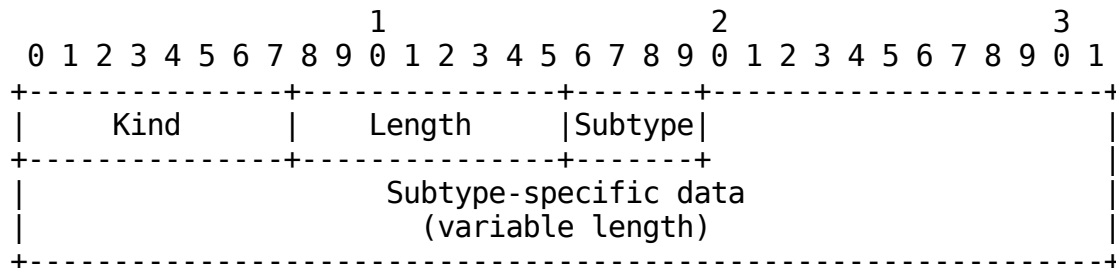 1                   2                   3
 0 1 2 3 4 5 6 7 8 9 0 1 2 3 4 5 6 7 8 9 0 1 2 3 4 5 6 7 8 9 0 1
+---------------+---------------+-------+-----------------------+
|     Kind      |    Length     |Subtype|                       |
+---------------+---------------+-------+                       |
|                     Subtype-specific data                     |
|                       (variable length)                       |
+---------------------------------------------------------------+